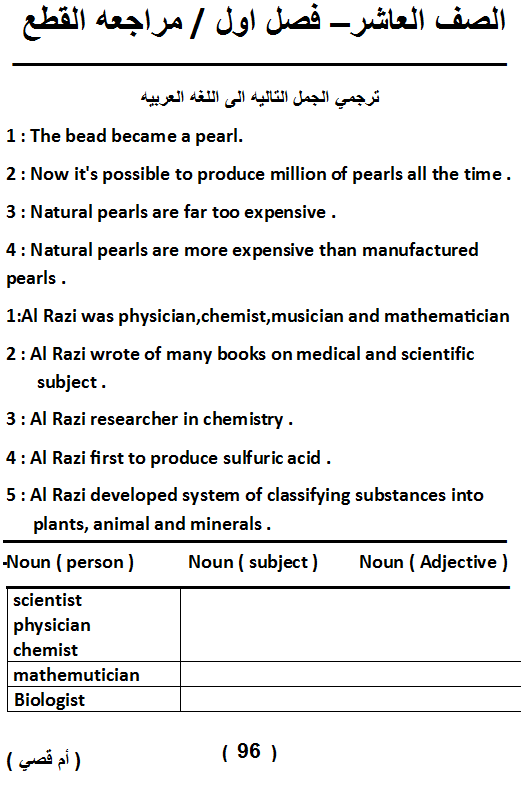 الصف العاشر– فصل اول / مراجعه القطع
ترجمي الجمل التاليه الى اللغه العربيه
1 : The bead became a pearl.
2 : Now it's possible to produce million of pearls all the time .
3 : Natural pearls are far too expensive .
4 : Natural pearls are more expensive than manufactured
pearls .
1:Al Razi was physician,chemist,musician and mathematician
2 : Al Razi wrote of many books on medical and scientific
subject .
3 : Al Razi researcher in chemistry .
4 : Al Razi first to produce sulfuric acid .
5 : Al Razi developed system of classifying substances into
plants, animal and minerals .
-Noun ( person ) Noun ( subject ) Noun ( Adjective )
scientist
physician
chemist
mathemutician
Biologist
( 96 )
( أم قصي )